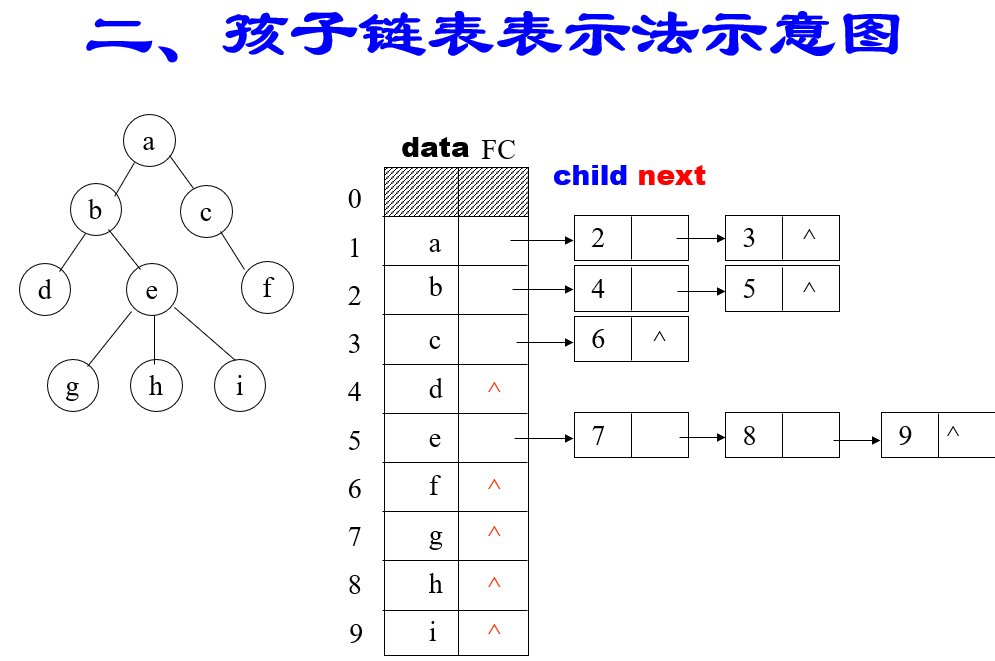 二、孩子链表表示法示意图
a
b c
d e f
g h i
data FC
child next
0
1 a 2 3 ^
2 b 4 5 ^
3 c 6 ^
4 d ^
5 e 7 8 9 ^
6 f ^
7 g ^
8 h ^
9 i ^